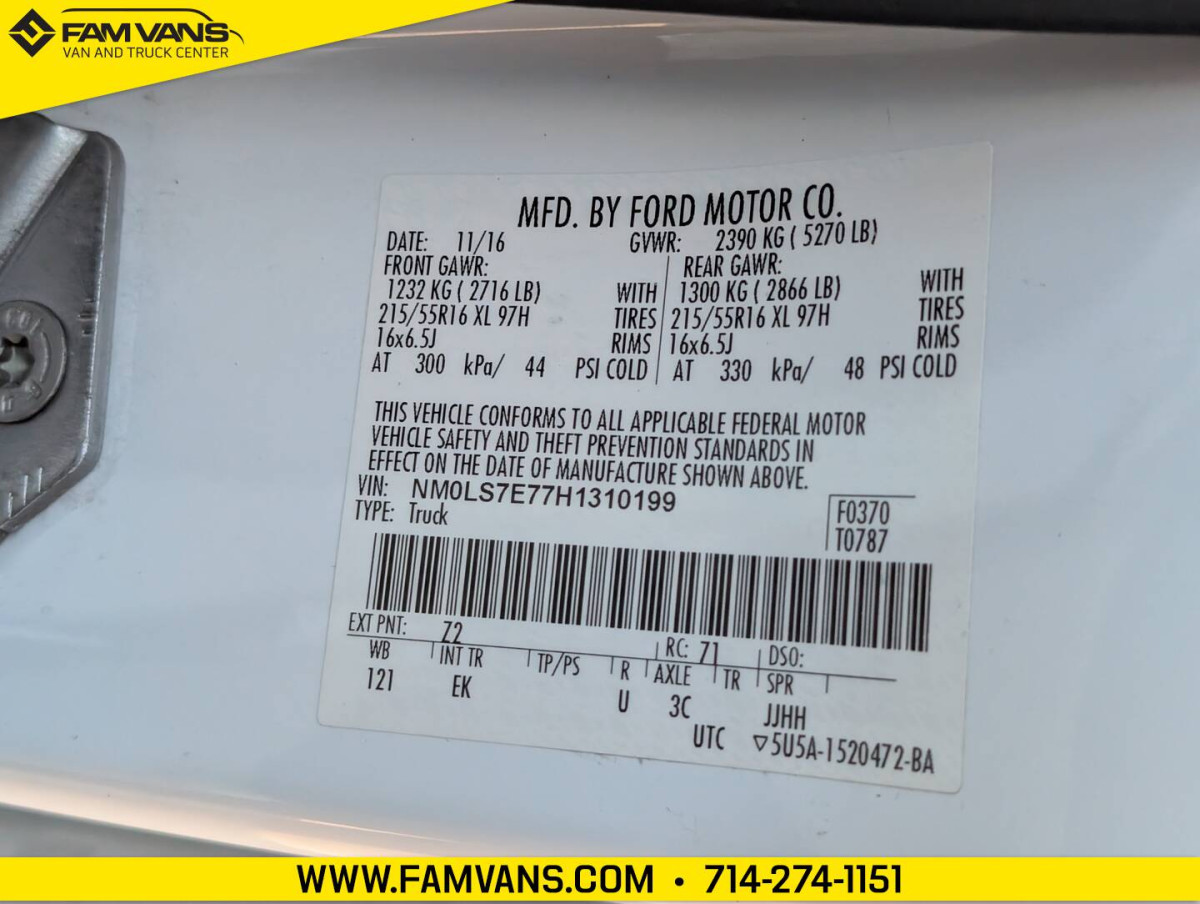 FAM VANS
VAN AND TRUCK CENTER
MFD. BY FORD MOTOR CO.
DATE: 11/16 GVWR: 2390 KG ( 5270 LB)
FRONT GAWR: REAR GAWR:
1232 KG ( 2716 LB) WITH 1300 KG ( 2866 LB) WITH
215/55R16 XL 97H TIRES 215/55R16 XL 97H TIRES
16x6.5J RIMS 16x6.5J RIMS
AT 300 kPa/ 44 PSI COLD AT 330 kPa/ 48 PSI COLD
THIS VEHICLE CONFORMS TO ALL APPLICABLE FEDERAL MOTOR
VEHICLE SAFETY AND THEFT PREVENTION STANDARDS IN
EFFECT ON THE DATE OF MANUFACTURE SHOWN ABOVE.
VIN: NM0LS7E77H1310199
TYPE: Truck
F0370
T0787
EXT PNT: Z2 RC: 71 DSO:
WB INT TR TP/PS R AXLE TR SPR
121 EK U 3C JJHH
UTC ▽5U5A-1520472-BA
WWW.FAMVANS.COM • 714-274-1151